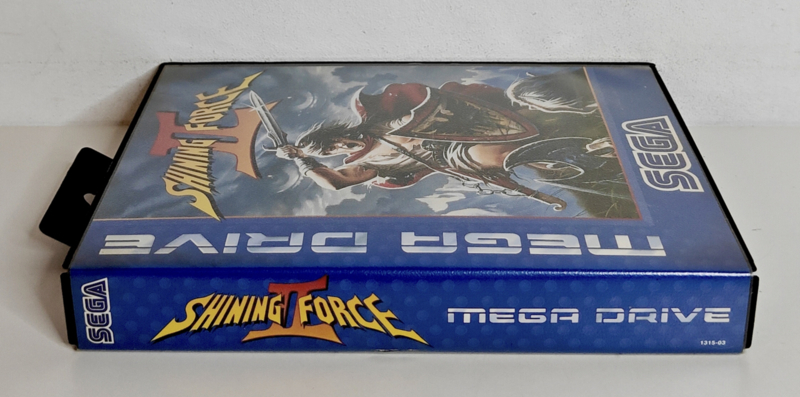 SHINING FORCE
II
SEGA
MEGA DRIVE
SEGA
SHINING II FORCE
MEGA DRIVE
1315-03